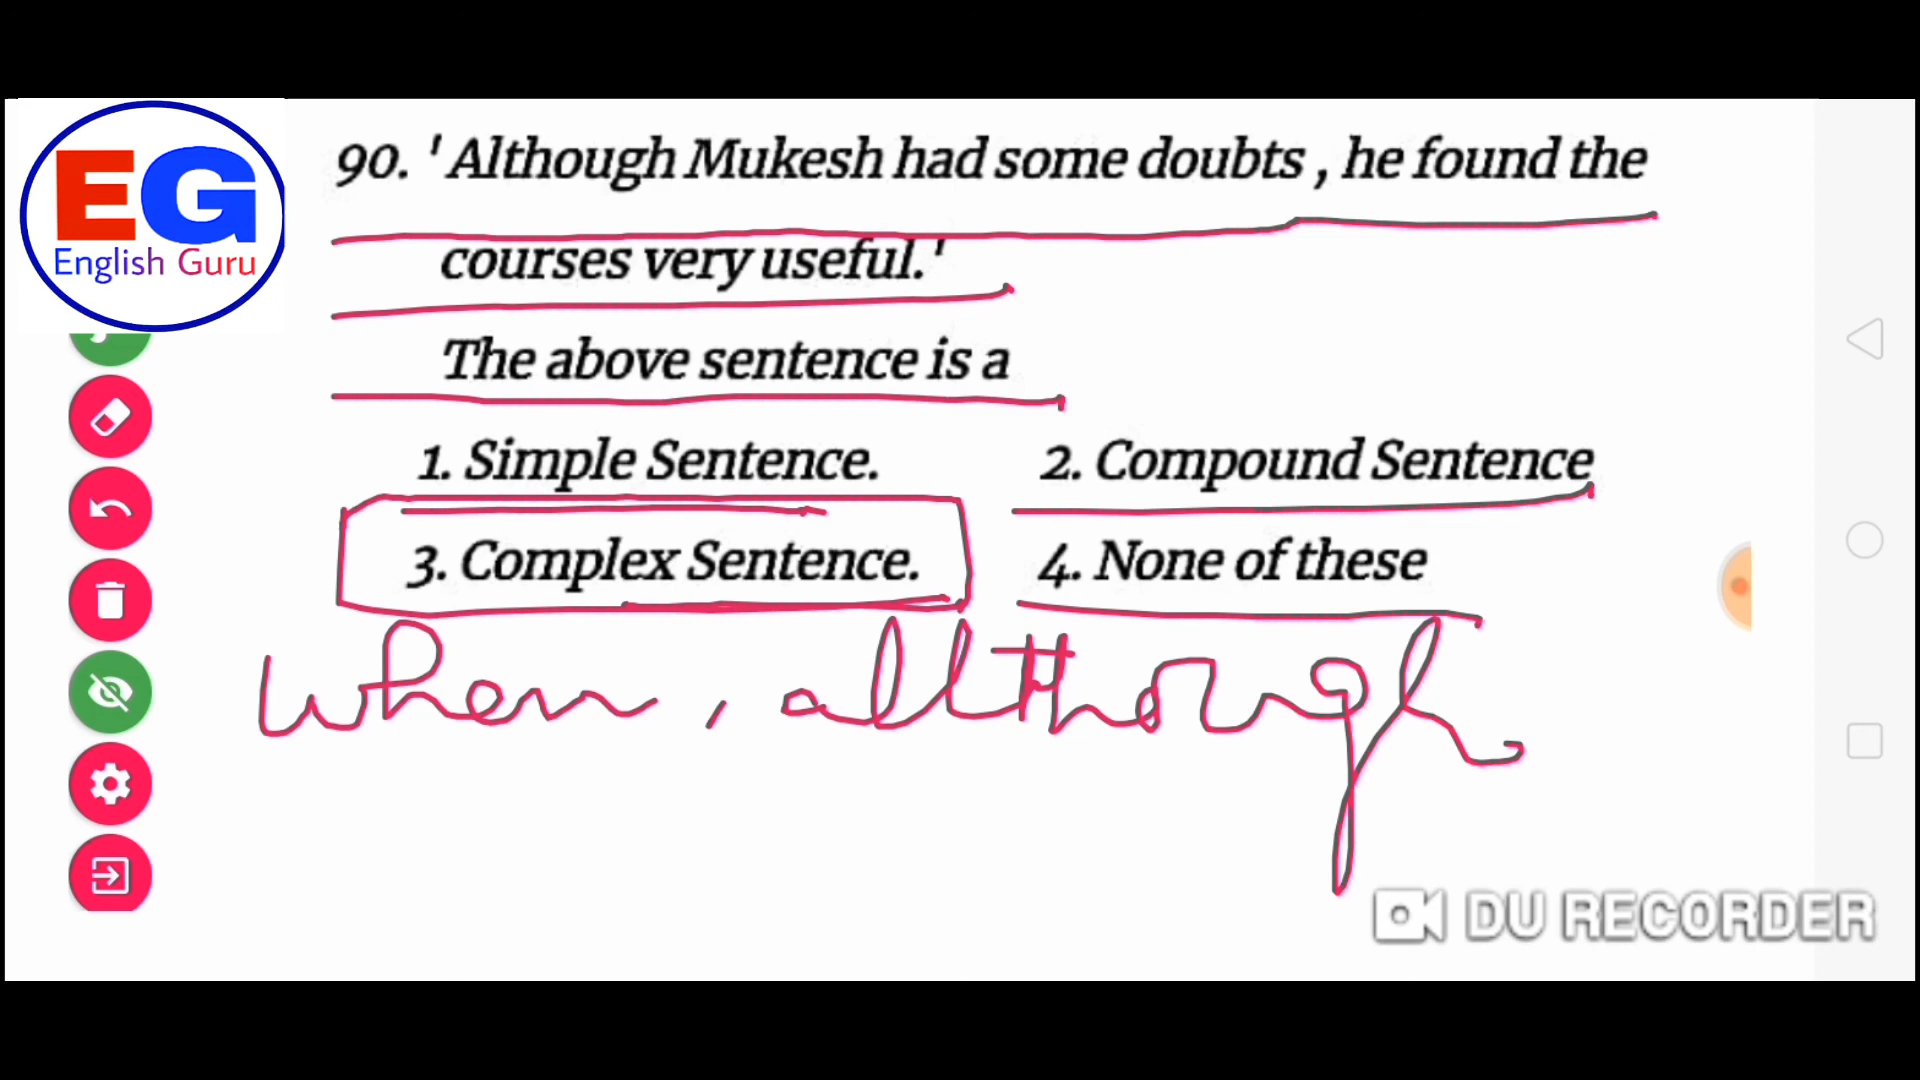 EG
English Guru
90. ' Although Mukesh had some doubts , he found the
courses very useful.'
The above sentence is a
1. Simple Sentence. 2. Compound Sentence
3. Complex Sentence. 4. None of these
when, although
DU RECORDER